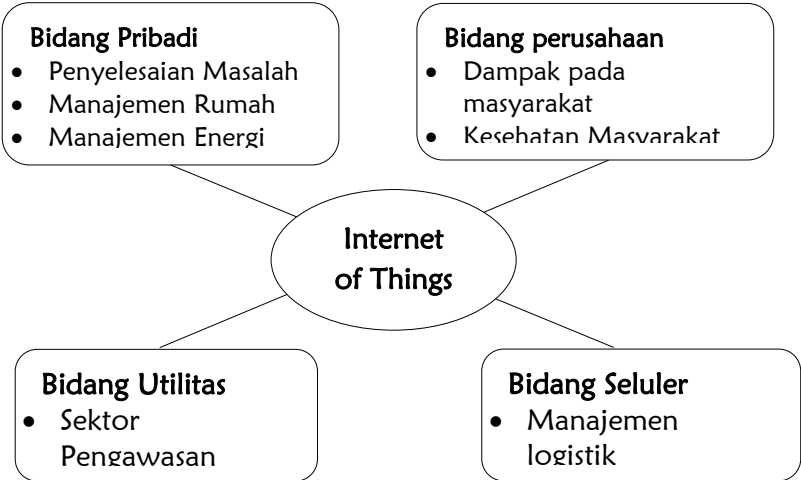 Bidang Pribadi
• Penyelesaian Masalah
• Manajemen Rumah
• Manajemen Energi
Bidang perusahaan
• Dampak pada
masyarakat
• Kesehatan Masyarakat
Internet
of Things
Bidang Utilitas
• Sektor
Pengawasan
Bidang Seluler
• Manajemen
logistik